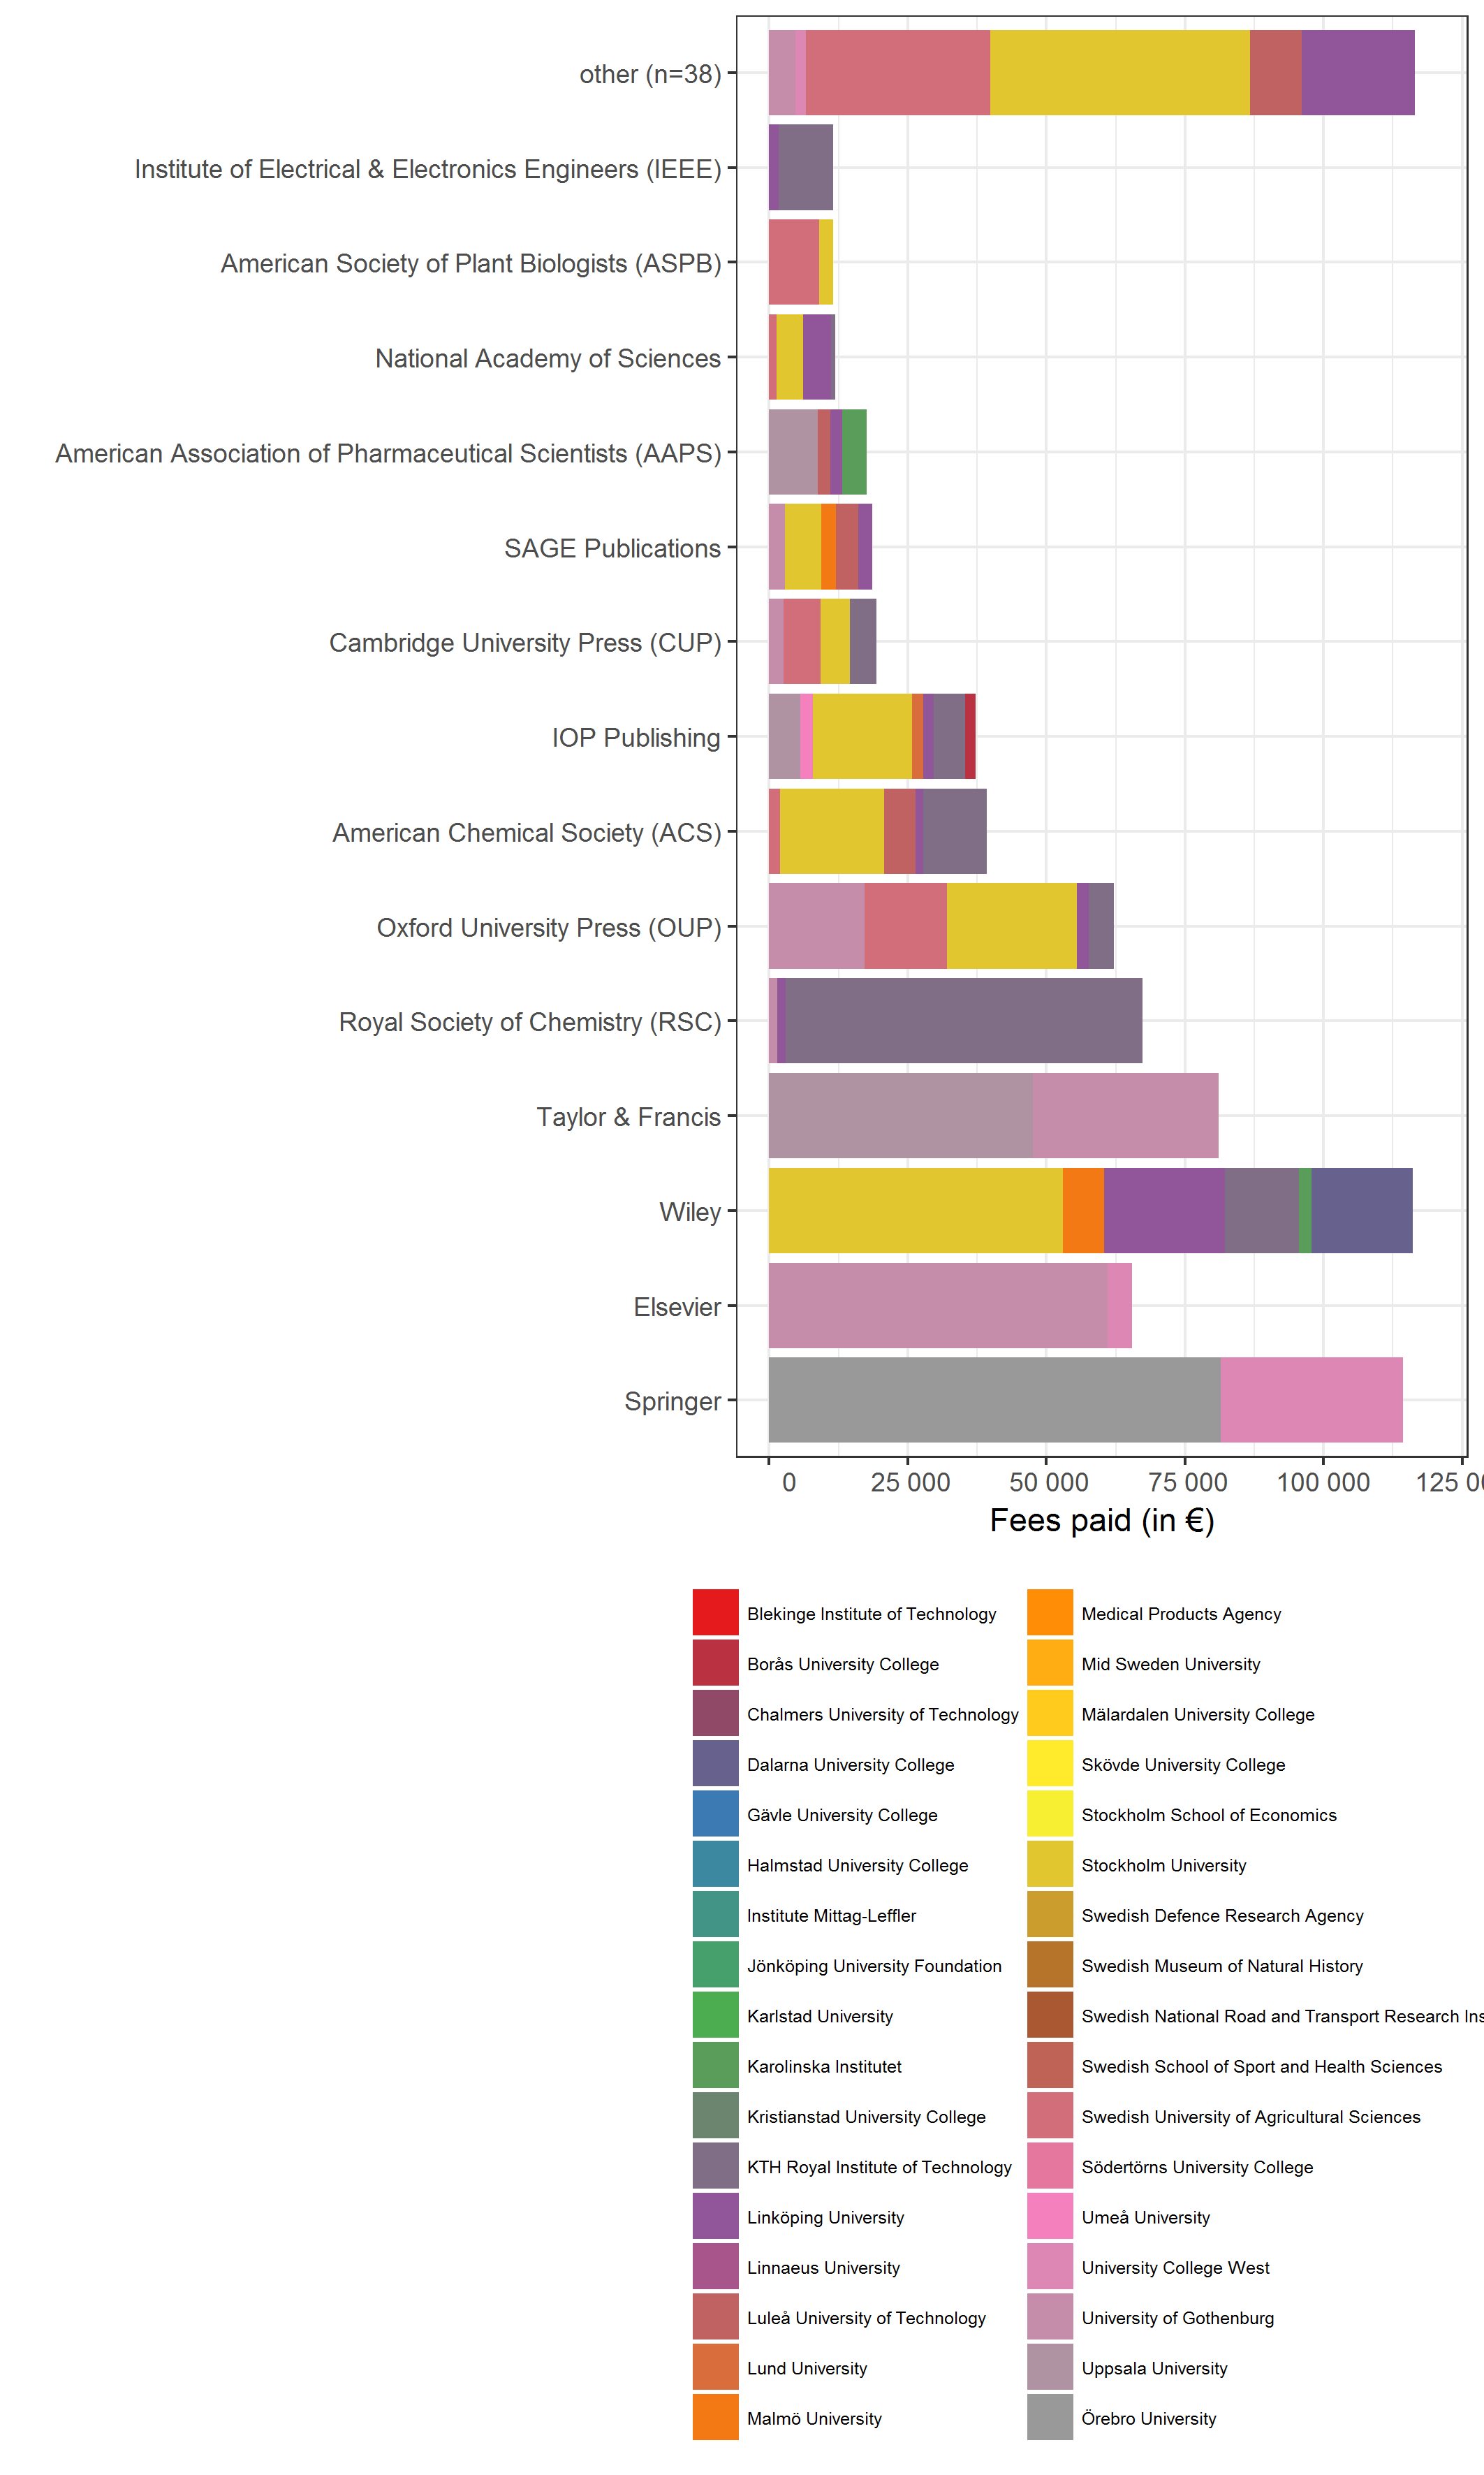 other (n=38)
Institute of Electrical & Electronics Engineers (IEEE)
American Society of Plant Biologists (ASPB)
National Academy of Sciences
American Association of Pharmaceutical Scientists (AAPS)
SAGE Publications
Cambridge University Press (CUP)
IOP Publishing
American Chemical Society (ACS)
Oxford University Press (OUP)
Royal Society of Chemistry (RSC)
Taylor & Francis
Wiley
Elsevier
Springer
0 25 000 50 000 75 000 100 000 125
Fees paid (in €)
Blekinge Institute of Technology
Borås University College
Chalmers University of Technology
Dalarna University College
Gävle University College
Halmstad University College
Institute Mittag-Leffler
Jönköping University Foundation
Karlstad University
Karolinska Institutet
Kristianstad University College
KTH Royal Institute of Technology
Linköping University
Linnaeus University
Luleå University of Technology
Lund University
Malmö University
Medical Products Agency
Mid Sweden University
Mälardalen University College
Skövde University College
Stockholm School of Economics
Stockholm University
Swedish Defence Research Agency
Swedish Museum of Natural History
Swedish National Road and Transport Research
Swedish School of Sport and Health Sciences
Swedish University of Agricultural Sciences
Södertörns University College
Umeå University
University College West
University of Gothenburg
Uppsala University
Örebro University